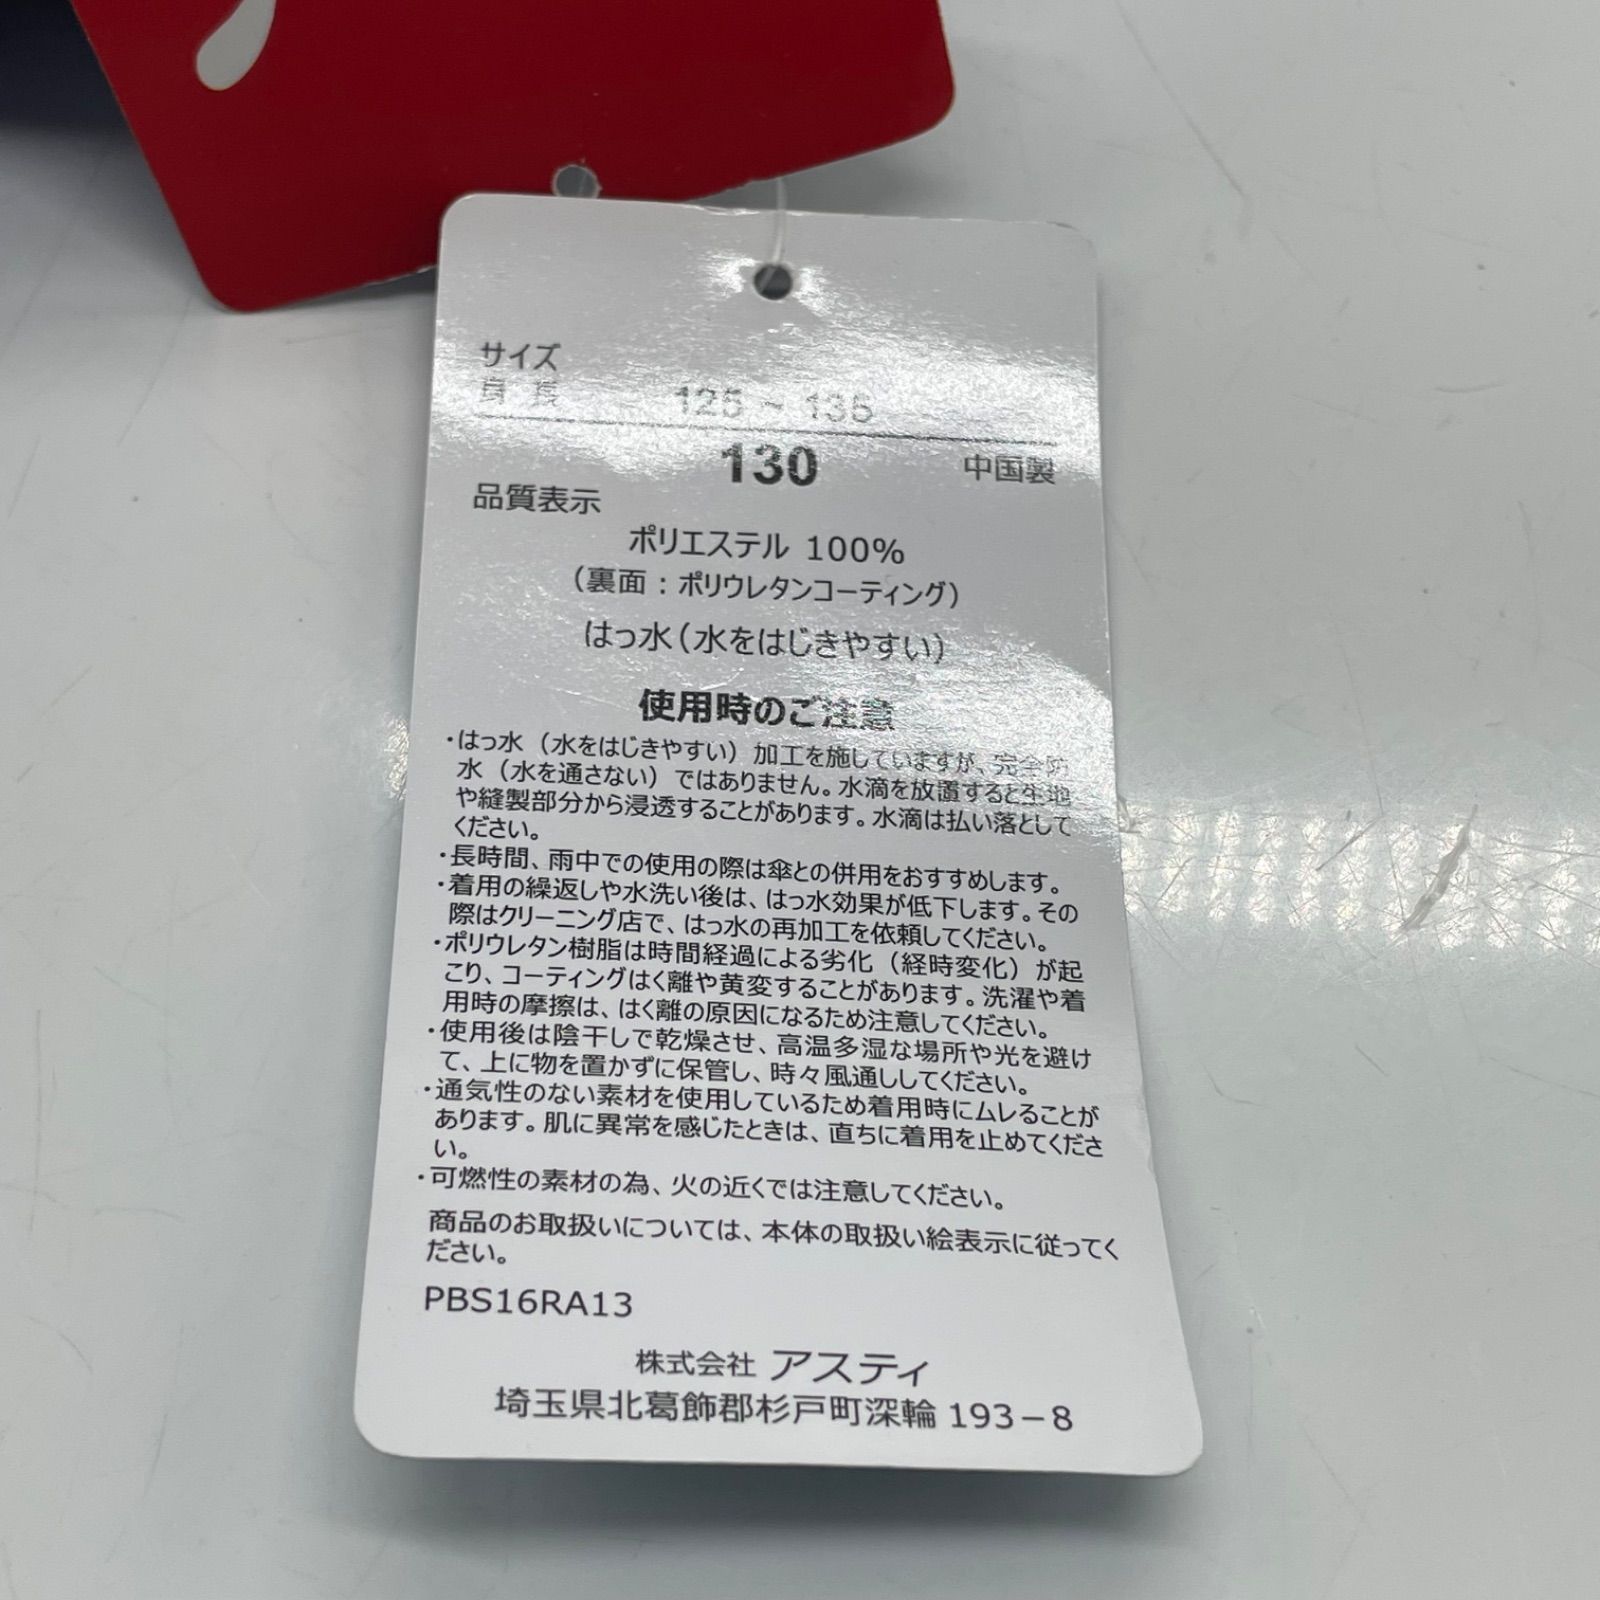 サイズ
身長 125 ~ 135
130 中国製
品質表示
ポリエステル 100%
(裏面：ポリウレタンコーティング)
はっ水(水をはじきやすい)
使用時のご注意
・はっ水（水をはじきやすい）加工を施していますが、完全防
水（水を通さない）ではありません。水滴を放置すると生地
や縫製部分から浸透することがあります。水滴は払い落として
ください。
・長時間、雨中での使用の際は傘との併用をおすすめします。
・着用の繰返しや水洗い後は、はっ水効果が低下します。その
際はクリーニング店で、はっ水の再加工を依頼してください。
・ポリウレタン樹脂は時間経過による劣化（経時変化）が起
こり、コーティングはく離や黄変することがあります。洗濯や着
用時の摩擦は、はく離の原因になるため注意してください。
・使用後は陰干しで乾燥させ、高温多湿な場所や光を避け
て、上に物を置かずに保管し、時々風通ししてください。
・通気性のない素材を使用しているため着用時にムレることが
あります。肌に異常を感じたときは、直ちに着用を止めてくださ
い。
・可燃性の素材の為、火の近くでは注意してください。
商品のお取扱いについては、本体の取扱い絵表示に従ってく
ださい。
PBS16RA13
株式会社 アスティ
埼玉県北葛飾郡杉戸町深輪 193－8